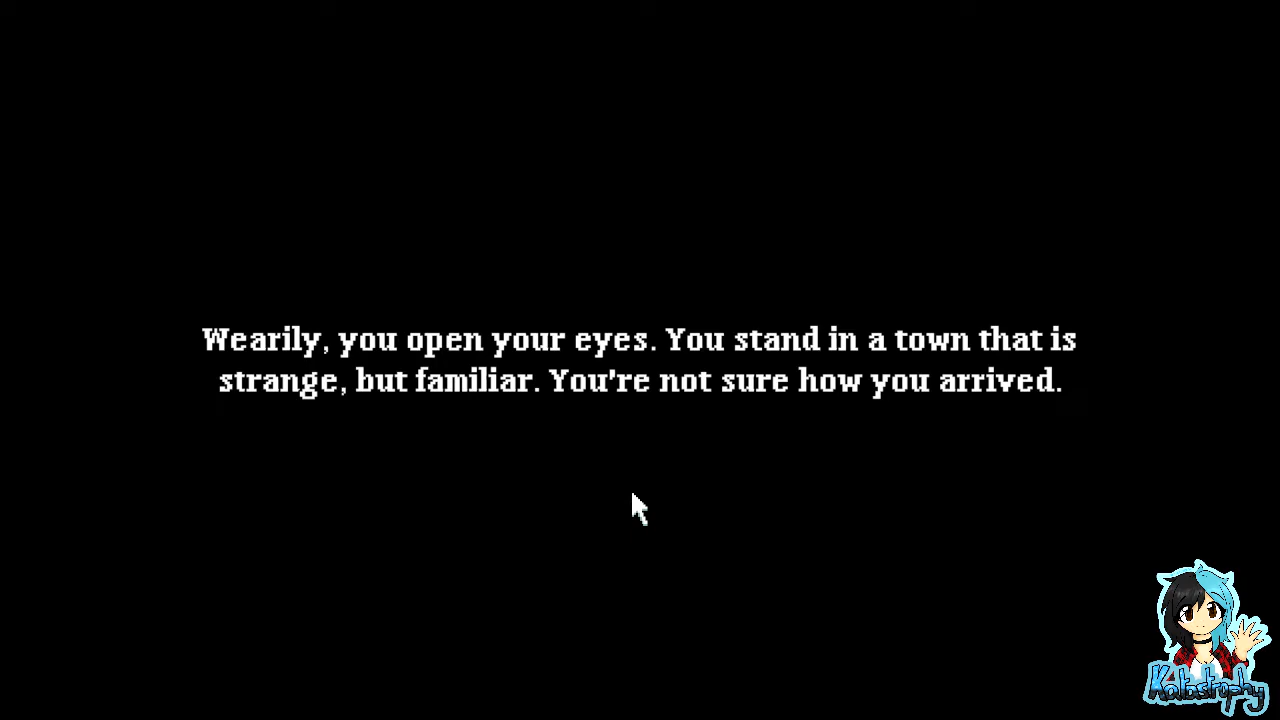 Wearily, you open your eyes. You stand in a town that is
strange, but familiar. You're not sure how you arrived.
Katastrophy